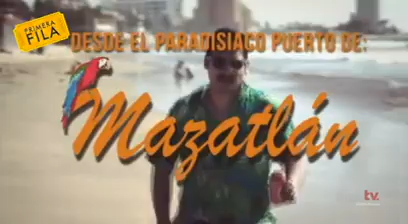 PRIMERA
FILA
DESDE EL PARADISIACO PUERTO DE:
Mazatlán
tv.